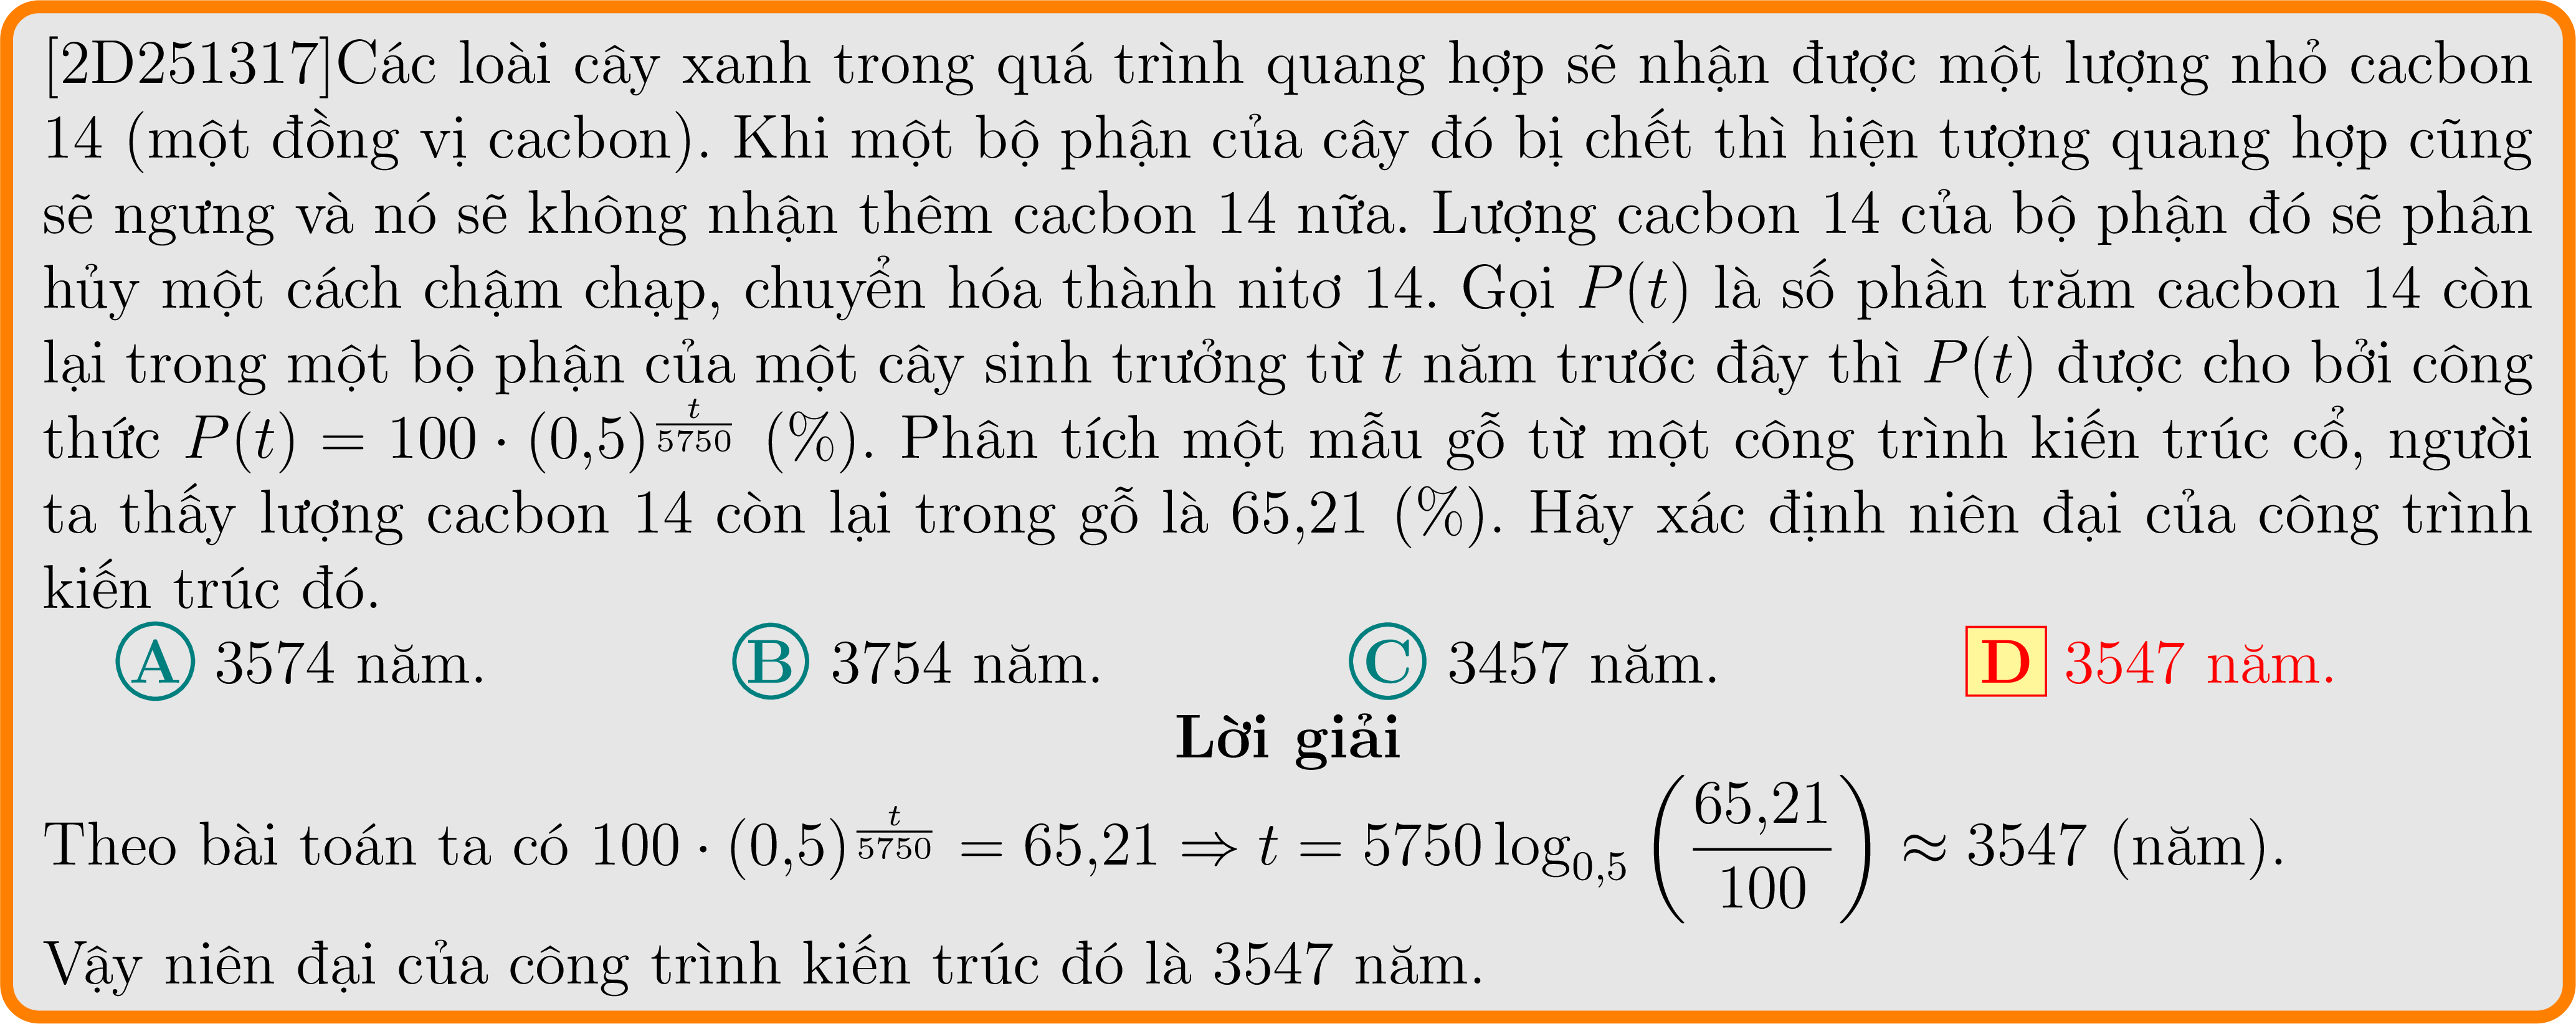 [2D251317]Các loài cây xanh trong quá trình quang hợp sẽ nhận được một lượng nhỏ cacbon
14 (một đồng vị cacbon). Khi một bộ phận của cây đó bị chết thì hiện tượng quang hợp cũng
sẽ ngưng và nó sẽ không nhận thêm cacbon 14 nữa. Lượng cacbon 14 của bộ phận đó sẽ phân
hủy một cách chậm chạp, chuyển hóa thành nitơ 14. Gọi P(t) là số phần trăm cacbon 14 còn
lại trong một bộ phận của một cây sinh trưởng từ t năm trước đây thì P(t) được cho bởi công
thức $P(t) = 100 \cdot (0{,}5)^{\frac{t}{5750}}$ (%). Phân tích một mẫu gỗ từ một công trình kiến trúc cổ, người
ta thấy lượng cacbon 14 còn lại trong gỗ là 65,21 (%). Hãy xác định niên đại của công trình
kiến trúc đó.
A 3574 năm. B 3754 năm. C 3457 năm. D 3547 năm.
Lời giải
Theo bài toán ta có $100 \cdot (0{,}5)^{\frac{t}{5750}} = 65{,}21 \Rightarrow t = 5750 \log_{0{,}5} \left(\frac{65{,}21}{100}\right) \approx 3547$ (năm).
Vậy niên đại của công trình kiến trúc đó là 3547 năm.